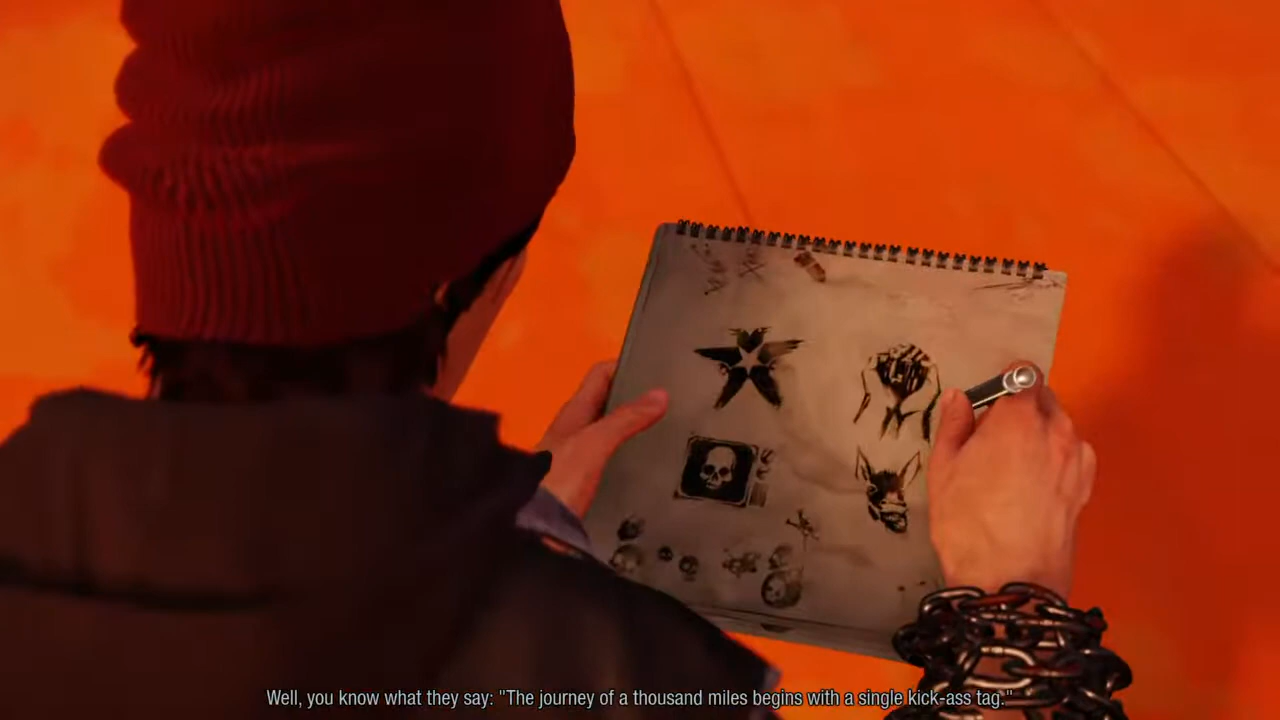 Well, you know what they say: "The journey of a thousand miles begins with a single kick-ass tag."